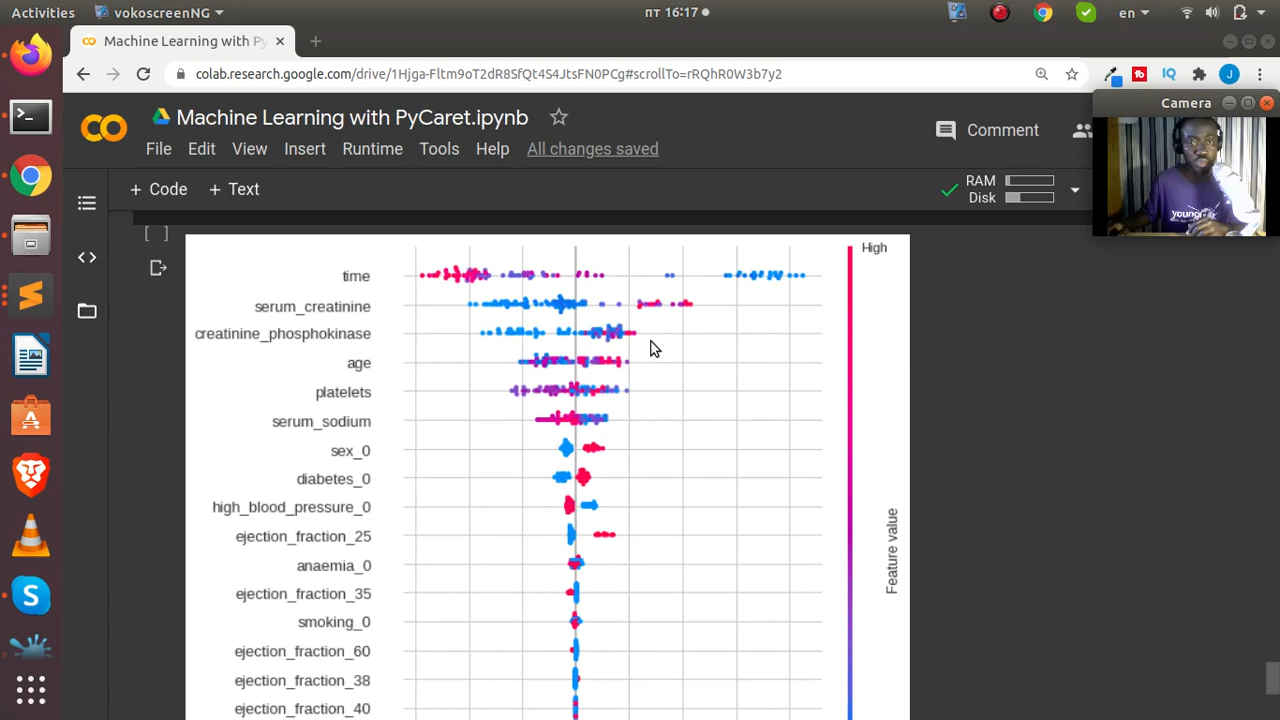 Activities vokoscreenNG пт 16:17 en
Machine Learning with Py
colab.research.google.com/drive/1Hjga-Fltm9oT2dR8SfQt4S4JtsFN0PCg#scrollTo=rRQhR0W3b7y2
IQ J
Camera
CO Machine Learning with PyCaret.ipynb
Comment
File Edit View Insert Runtime Tools Help All changes saved
+ Code + Text
RAM
Disk
young
[ ]
High
time
serum_creatinine
creatinine_phosphokinase
age
platelets
serum_sodium
sex_0
diabetes_0
high_blood_pressure_0
ejection_fraction_25
anaemia_0
ejection_fraction_35
smoking_0
ejection_fraction_60
ejection_fraction_38
ejection_fraction_40
Feature value